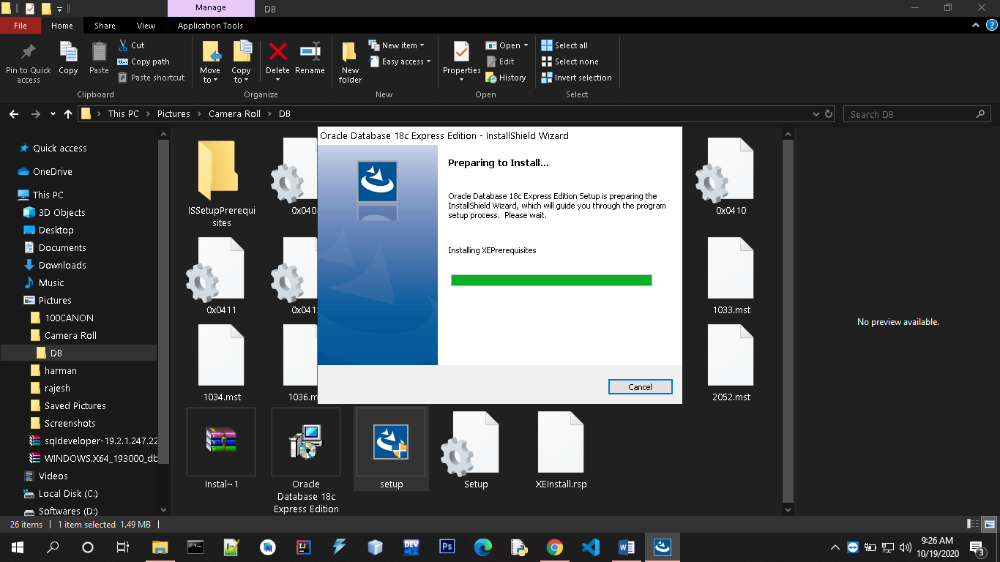 Manage
DB
File
Home
Share
View
Application Tools
Pin to Quick
access
Copy
Paste
Cut
Copy path
Paste shortcut
Clipboard
Move
to
Copy
to
Delete
Rename
Organize
New
folder
New item
Easy access
New
Properties
Open
Edit
History
Open
Select all
Select none
Invert selection
Select
This PC > Pictures > Camera Roll > DB
Search DB
Quick access
OneDrive
This PC
3D Objects
Desktop
Documents
Downloads
Music
Pictures
100CANON
Camera Roll
DB
harman
rajesh
Saved Pictures
Screenshots
sqldeveloper-19.2.1.247.22
WINDOWS.X64_193000_db
Videos
Local Disk (C:)
Softwares (D:)
ISSetupPrerequi
sites
0x040
0x0410
0x0411
0x041
1033.mst
1034.mst
1036.m
2052.mst
Instal~1
Oracle
Database 18c
Express Edition
setup
Setup
XEInstall.rsp
Oracle Database 18c Express Edition - InstallShield Wizard
Preparing to Install...
Oracle Database 18c Express Edition Setup is preparing the
InstallShield Wizard, which will guide you through the program
setup process. Please wait.
Installing XEPrerequisites
Cancel
No preview available.
26 items
1 item selected 1.49 MB
DEV
Ps
9:26 AM
10/19/2020
3